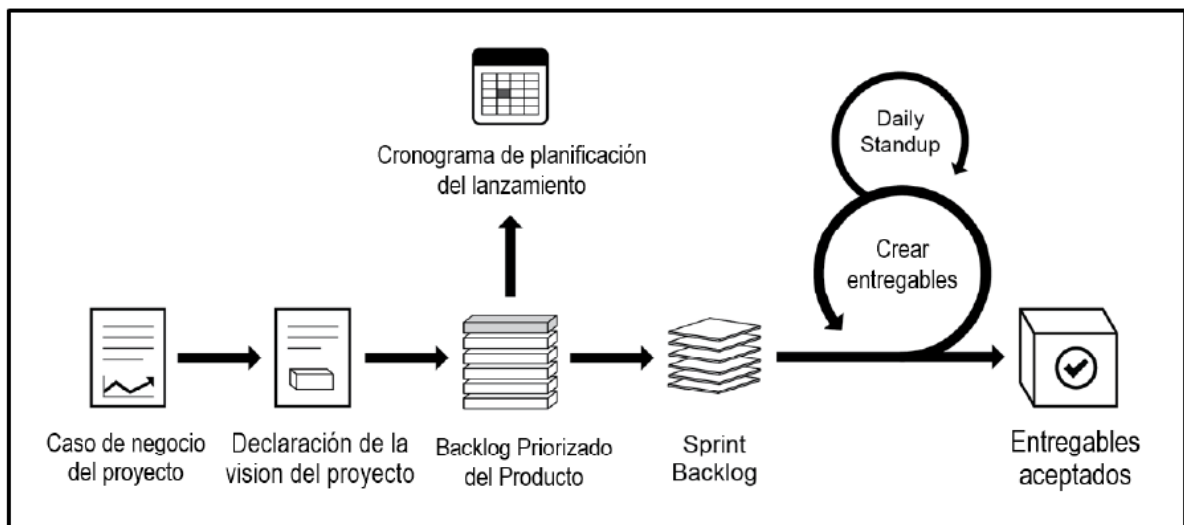 Cronograma de planificación
del lanzamiento
Daily
Standup
Crear
entregables
Caso de negocio
del proyecto
Declaración de la
vision del proyecto
Backlog Priorizado
del Producto
Sprint
Backlog
Entregables
aceptados